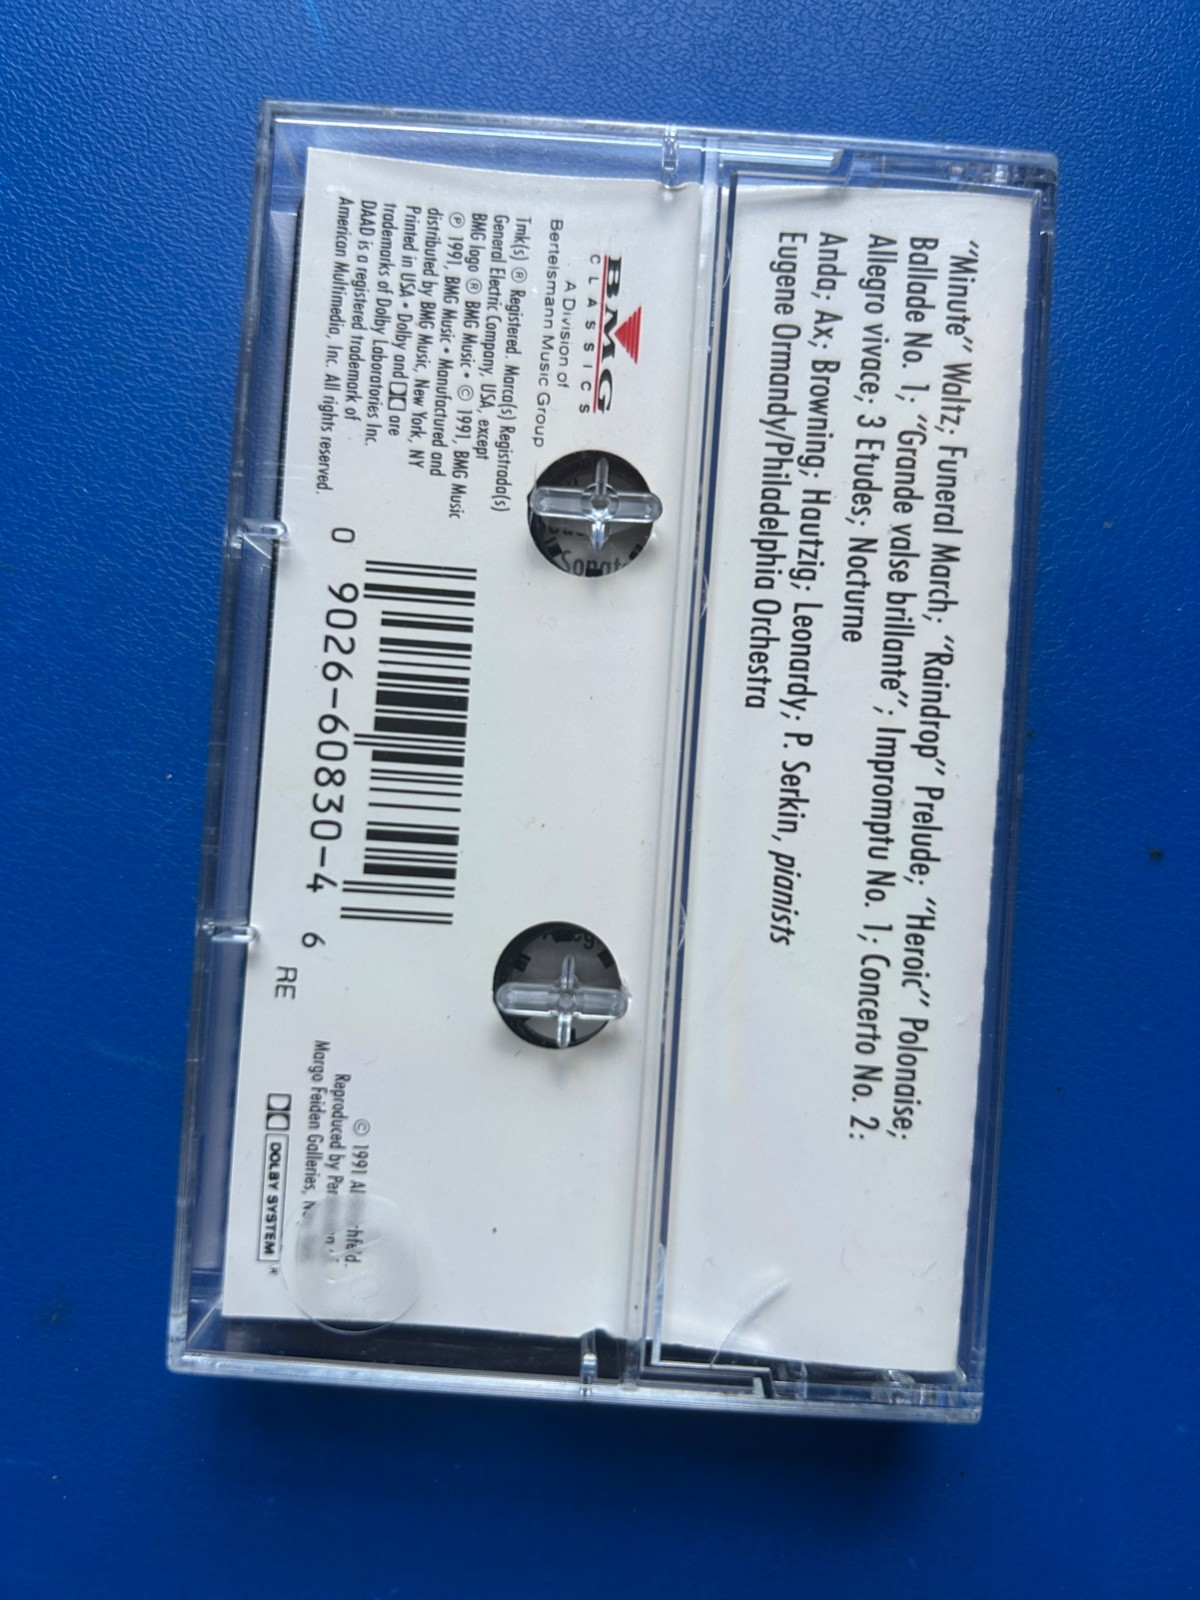 "Minute" Waltz; Funeral March; "Raindrop" Prelude; "Heroic" Polonaise;
Ballade No. 1; "Grande valse brillante"; Impromptu No. 1; Concerto No. 2:
Allegro vivace; 3 Etudes; Nocturne
Anda; Ax; Browning; Hautzig; Leonardy; P. Serkin, pianists
Eugene Ormandy/Philadelphia Orchestra
BMG
CLASSICS
A Division of
Bertelsmann Music Group
Tmk(s) ® Registered. Marca(s) Registrada(s)
General Electric Company, USA, except
BMG logo ® BMG Music • © 1991, BMG Music
℗ 1991, BMG Music • Manufactured and
distributed by BMG Music, New York, NY
Printed in USA • Dolby and are
trademarks of Dolby Laboratories Inc.
DAAD is a registered trademark of
American Multimedia, Inc. All rights reserved.
0 9026-60830-4 6
RE
© 1991
Reproduced by
Margo Feiden Galleries,
DOLBY SYSTEM ®